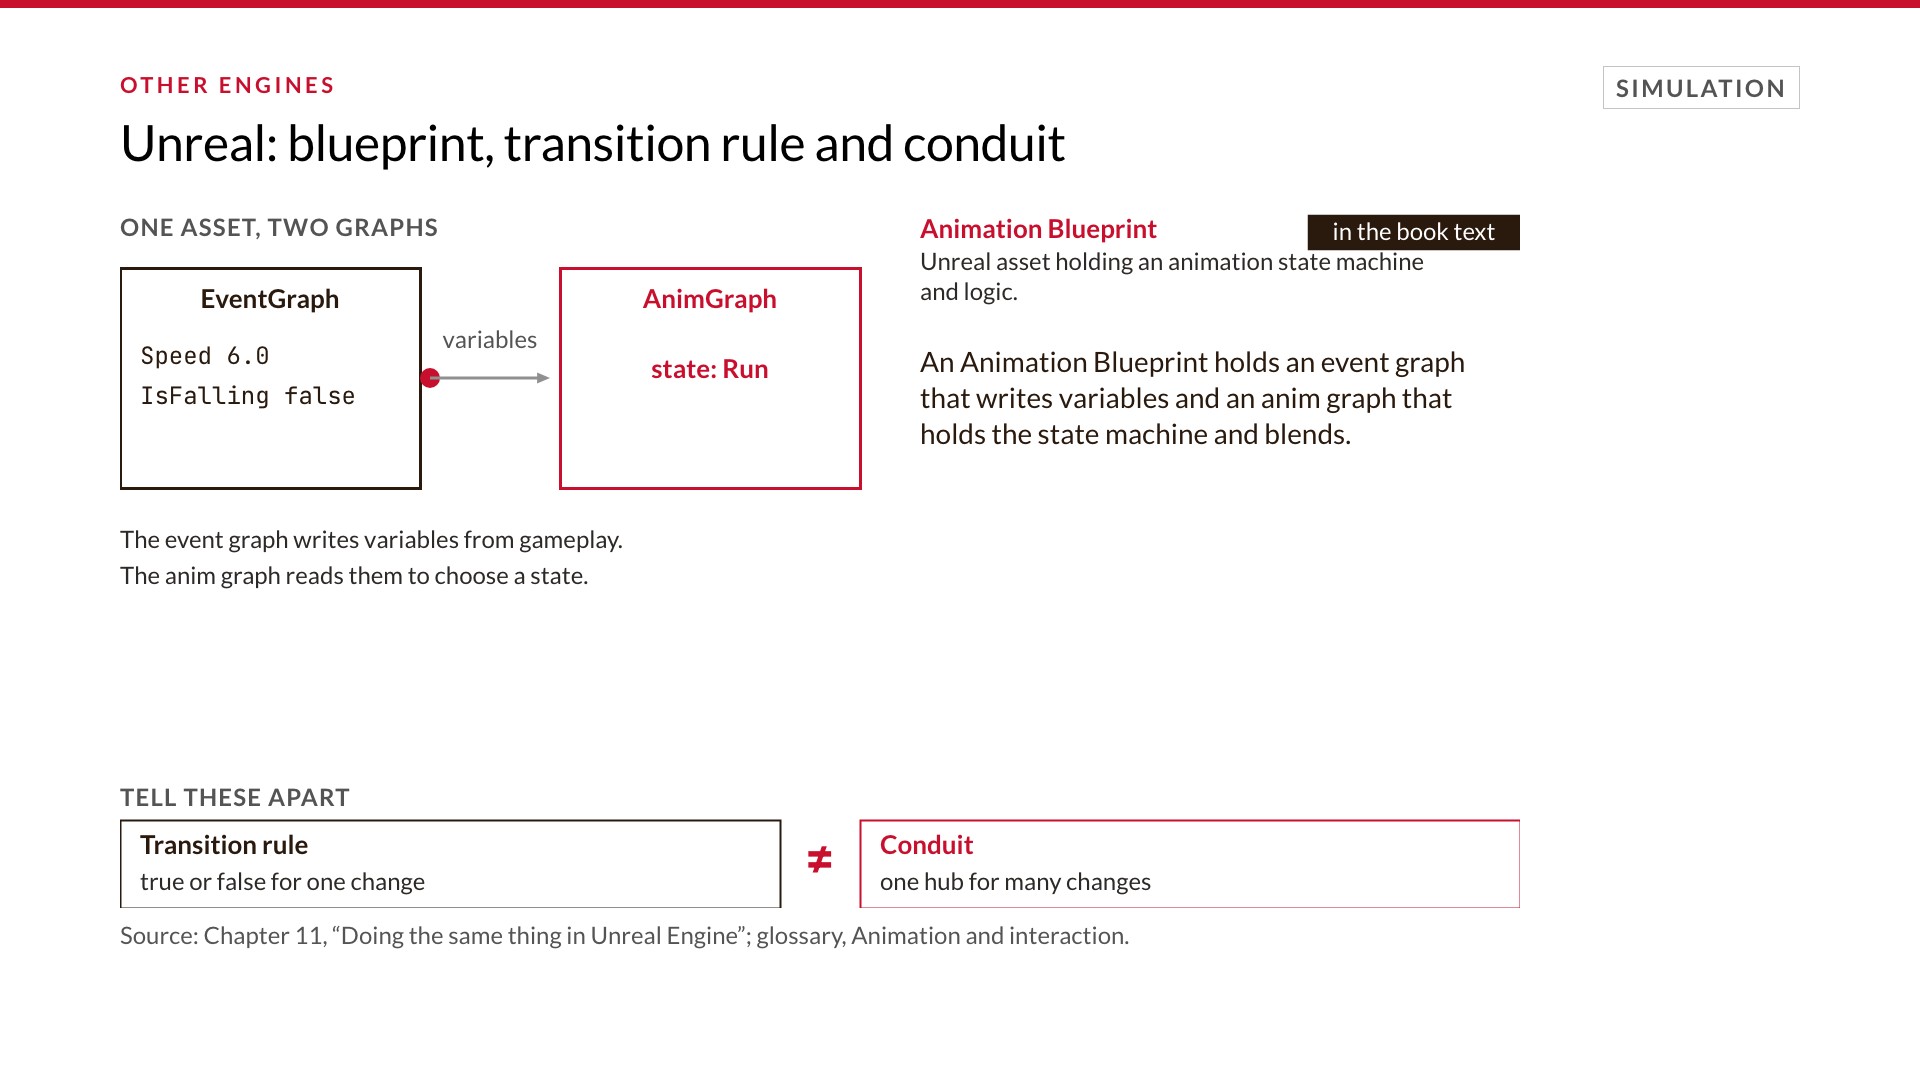 OTHER ENGINES
SIMULATION
Unreal: blueprint, transition rule and conduit
ONE ASSET, TWO GRAPHS
EventGraph
Speed 6.0
IsFalling false
variables
AnimGraph
state: Run
Animation Blueprint
in the book text
Unreal asset holding an animation state machine
and logic.
An Animation Blueprint holds an event graph
that writes variables and an anim graph that
holds the state machine and blends.
The event graph writes variables from gameplay.
The anim graph reads them to choose a state.
TELL THESE APART
Transition rule
true or false for one change
≠
Conduit
one hub for many changes
Source: Chapter 11, “Doing the same thing in Unreal Engine”; glossary, Animation and interaction.